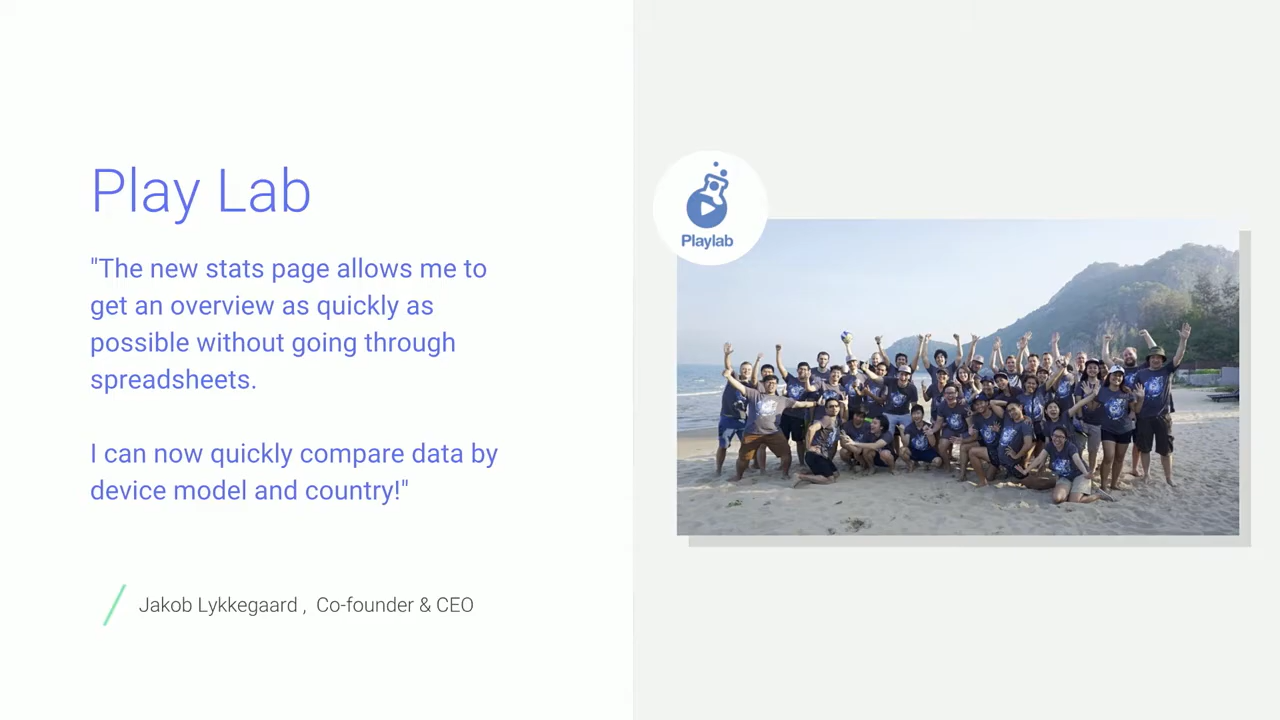 Play Lab
"The new stats page allows me to
get an overview as quickly as
possible without going through
spreadsheets.
I can now quickly compare data by
device model and country!"
Jakob Lykkegaard , Co-founder & CEO
Playlab